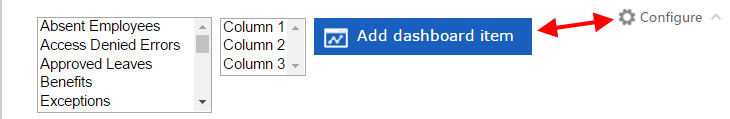 Absent Employees
Access Denied Errors
Approved Leaves
Benefits
Exceptions
Column 1
Column 2
Column 3
Add dashboard item
Configure